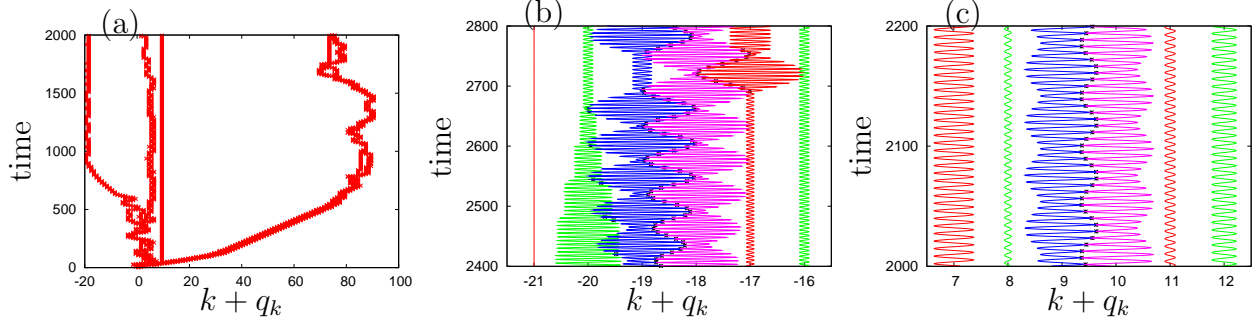 (a)
2000
1500
1000
500
0
time
-20 0 20 40 60 80 100
k + q_k
(b)
2800
2700
2600
2500
2400
time
-21 -20 -19 -18 -17 -16
k + q_k
(c)
2200
2100
2000
time
7 8 9 10 11 12
k + q_k